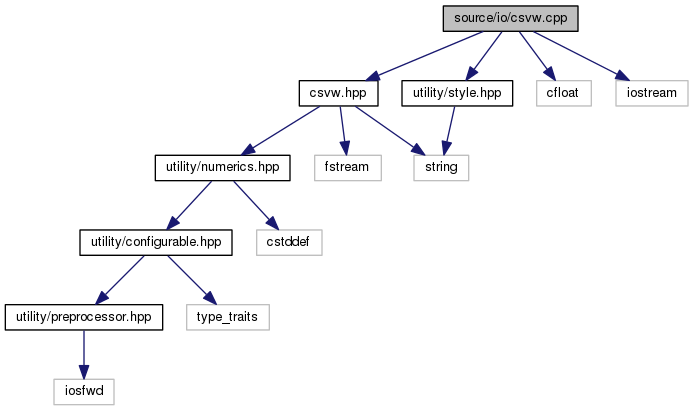 source/io/csvw.cpp
csvw.hpp
utility/style.hpp
cfloat
iostream
utility/numerics.hpp
fstream
string
utility/configurable.hpp
cstddef
utility/preprocessor.hpp
type_traits
iosfwd